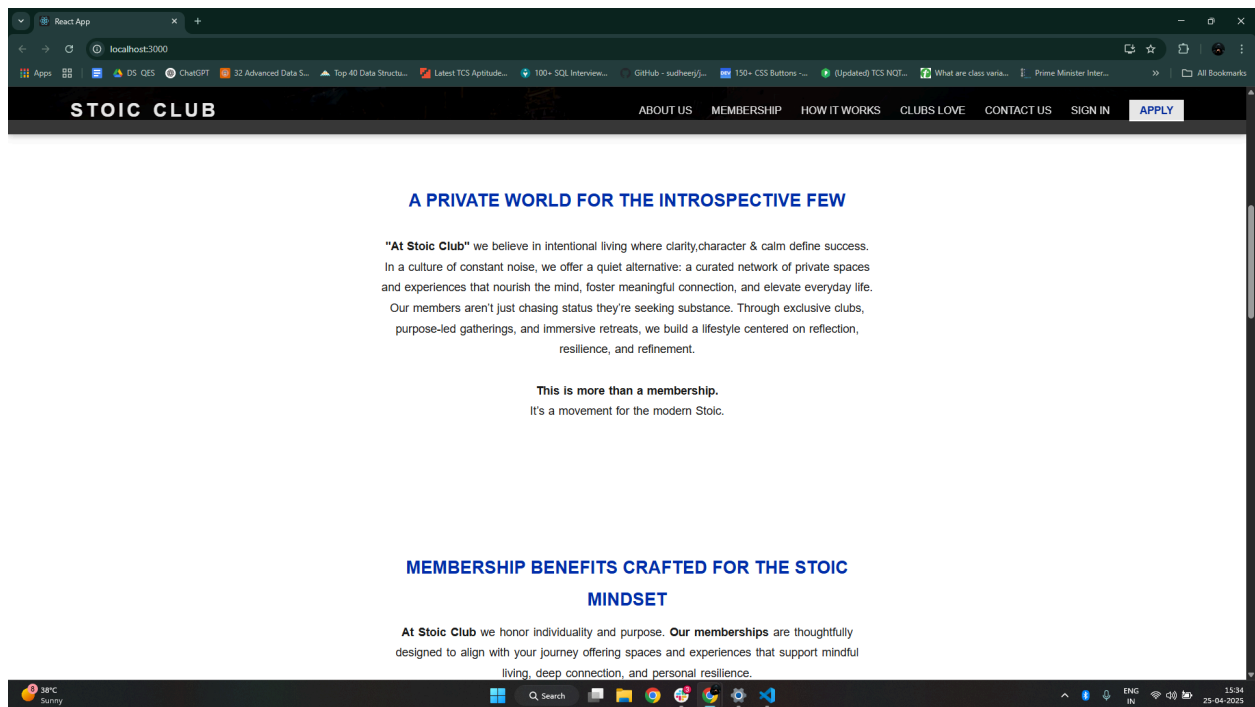 React App
localhost:3000
Apps
DS QES
ChatGPT
32 Advanced Data S...
Top 40 Data Structu...
Latest TCS Aptitude...
100+ SQL Interview...
GitHub - sudheerj/j...
DEV
150+ CSS Buttons -...
(Updated) TCS NQT...
What are class varia...
Prime Minister Inter...
»
All Bookmarks
STOIC CLUB
ABOUT US
MEMBERSHIP
HOW IT WORKS
CLUBS LOVE
CONTACT US
SIGN IN
APPLY
A PRIVATE WORLD FOR THE INTROSPECTIVE FEW
"At Stoic Club" we believe in intentional living where clarity,character & calm define success.
In a culture of constant noise, we offer a quiet alternative: a curated network of private spaces
and experiences that nourish the mind, foster meaningful connection, and elevate everyday life.
Our members aren't just chasing status they're seeking substance. Through exclusive clubs,
purpose-led gatherings, and immersive retreats, we build a lifestyle centered on reflection,
resilience, and refinement.
This is more than a membership.
It's a movement for the modern Stoic.
MEMBERSHIP BENEFITS CRAFTED FOR THE STOIC
MINDSET
At Stoic Club we honor individuality and purpose. Our memberships are thoughtfully
designed to align with your journey offering spaces and experiences that support mindful
living, deep connection, and personal resilience.
8
38°C
Sunny
Search
ENG
IN
15:34
25-04-2025